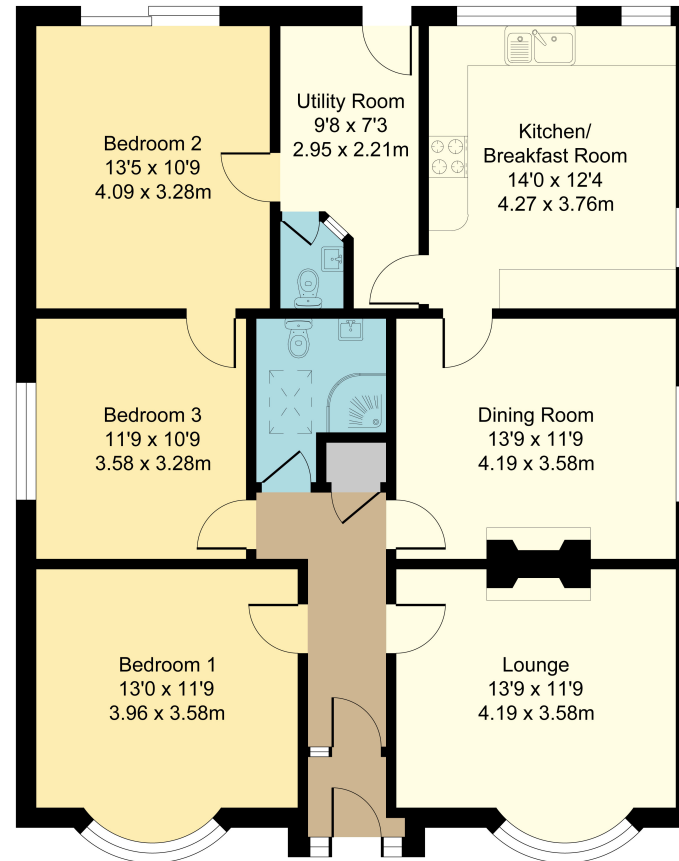 Utility Room
9'8 x 7'3
2.95 x 2.21m
Bedroom 2
13'5 x 10'9
4.09 x 3.28m
Kitchen/
Breakfast Room
14'0 x 12'4
4.27 x 3.76m
Bedroom 3
11'9 x 10'9
3.58 x 3.28m
Dining Room
13'9 x 11'9
4.19 x 3.58m
Bedroom 1
13'0 x 11'9
3.96 x 3.58m
Lounge
13'9 x 11'9
4.19 x 3.58m